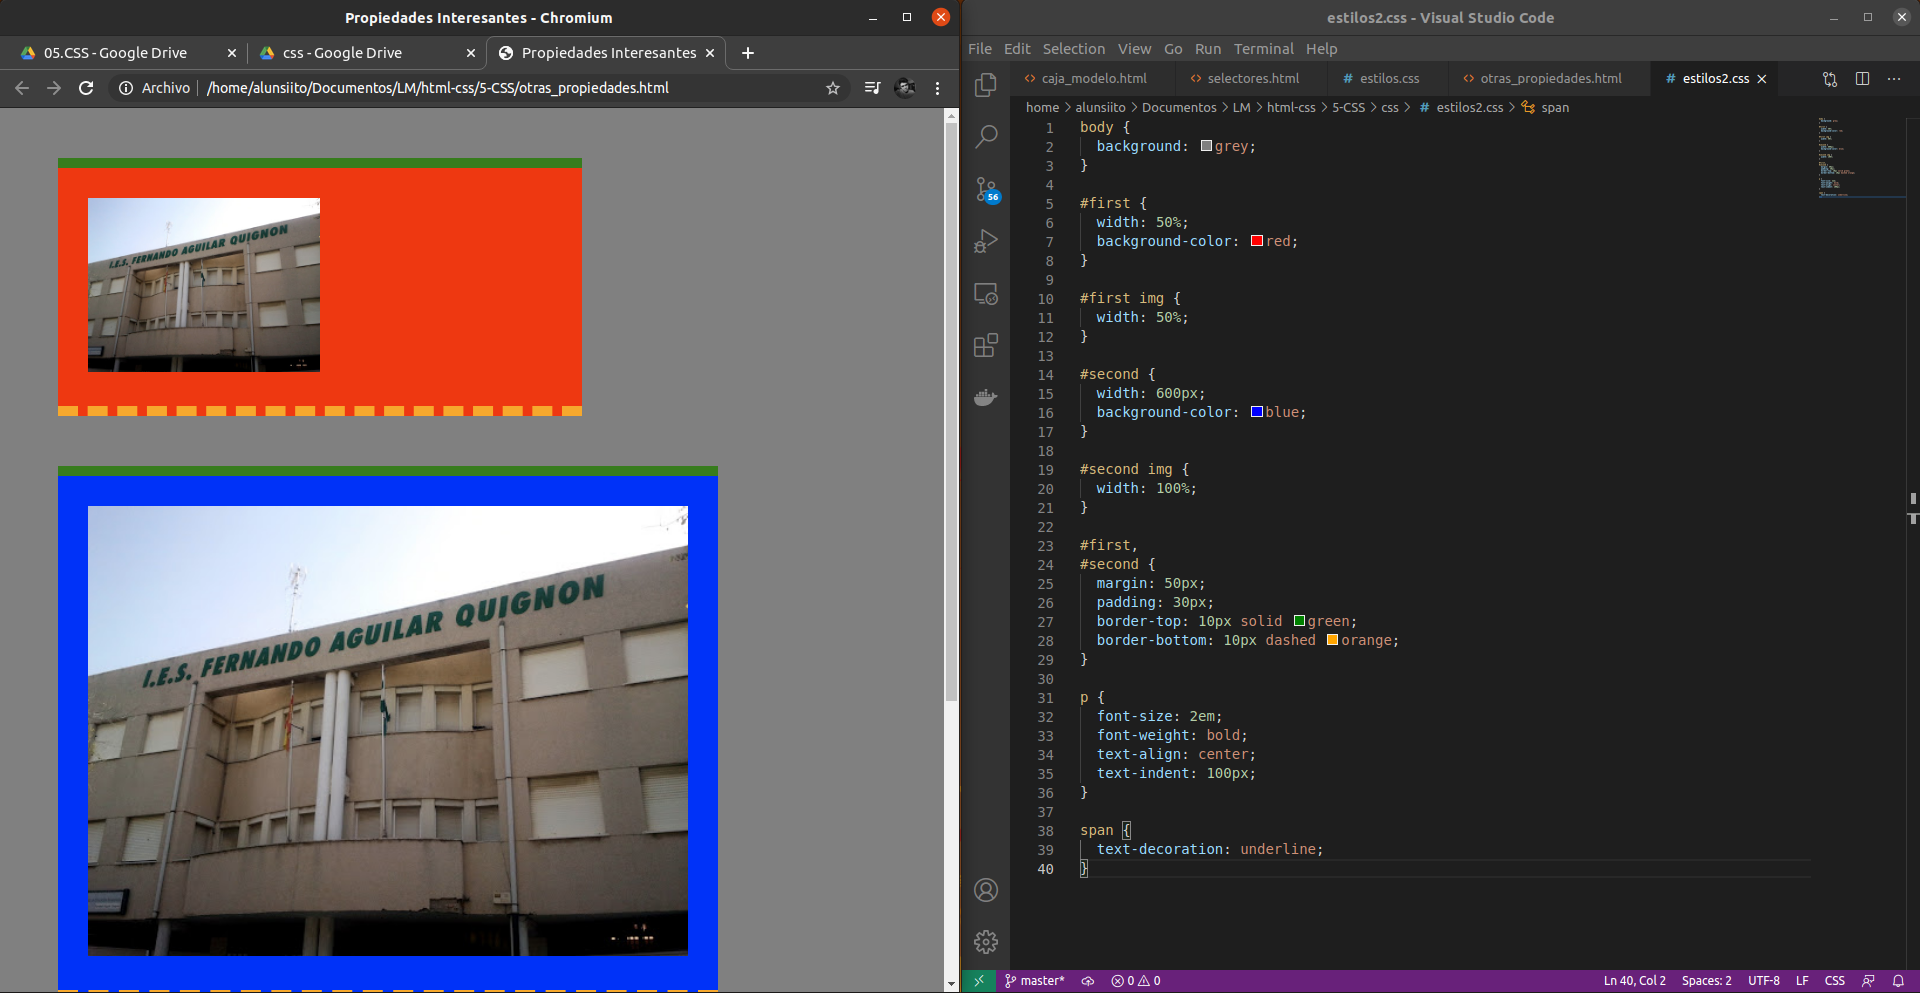 Propiedades Interesantes - Chromium
05.CSS - Google Drive
css - Google Drive
Propiedades Interesantes
Archivo
/home/alunsiito/Documentos/LM/html-css/5-CSS/otras_propiedades.html
I.E.S. FERNANDO AGUILAR QUIGNON
I.E.S. FERNANDO AGUILAR QUIGNON
estilos2.css - Visual Studio Code
File Edit Selection View Go Run Terminal Help
<> caja_modelo.html
<> selectores.html
# estilos.css
<> otras_propiedades.html
# estilos2.css
home > alunsiito > Documentos > LM > html-css > 5-CSS > css > # estilos2.css > span
56
1 body {
2 background: grey;
3 }
4
5 #first {
6 width: 50%;
7 background-color: red;
8 }
9
10 #first img {
11 width: 50%;
12 }
13
14 #second {
15 width: 600px;
16 background-color: blue;
17 }
18
19 #second img {
20 width: 100%;
21 }
22
23 #first,
24 #second {
25 margin: 50px;
26 padding: 30px;
27 border-top: 10px solid green;
28 border-bottom: 10px dashed orange;
29 }
30
31 p {
32 font-size: 2em;
33 font-weight: bold;
34 text-align: center;
35 text-indent: 100px;
36 }
37
38 span {
39 text-decoration: underline;
40 }
master* 0 0
Ln 40, Col 2 Spaces: 2 UTF-8 LF CSS